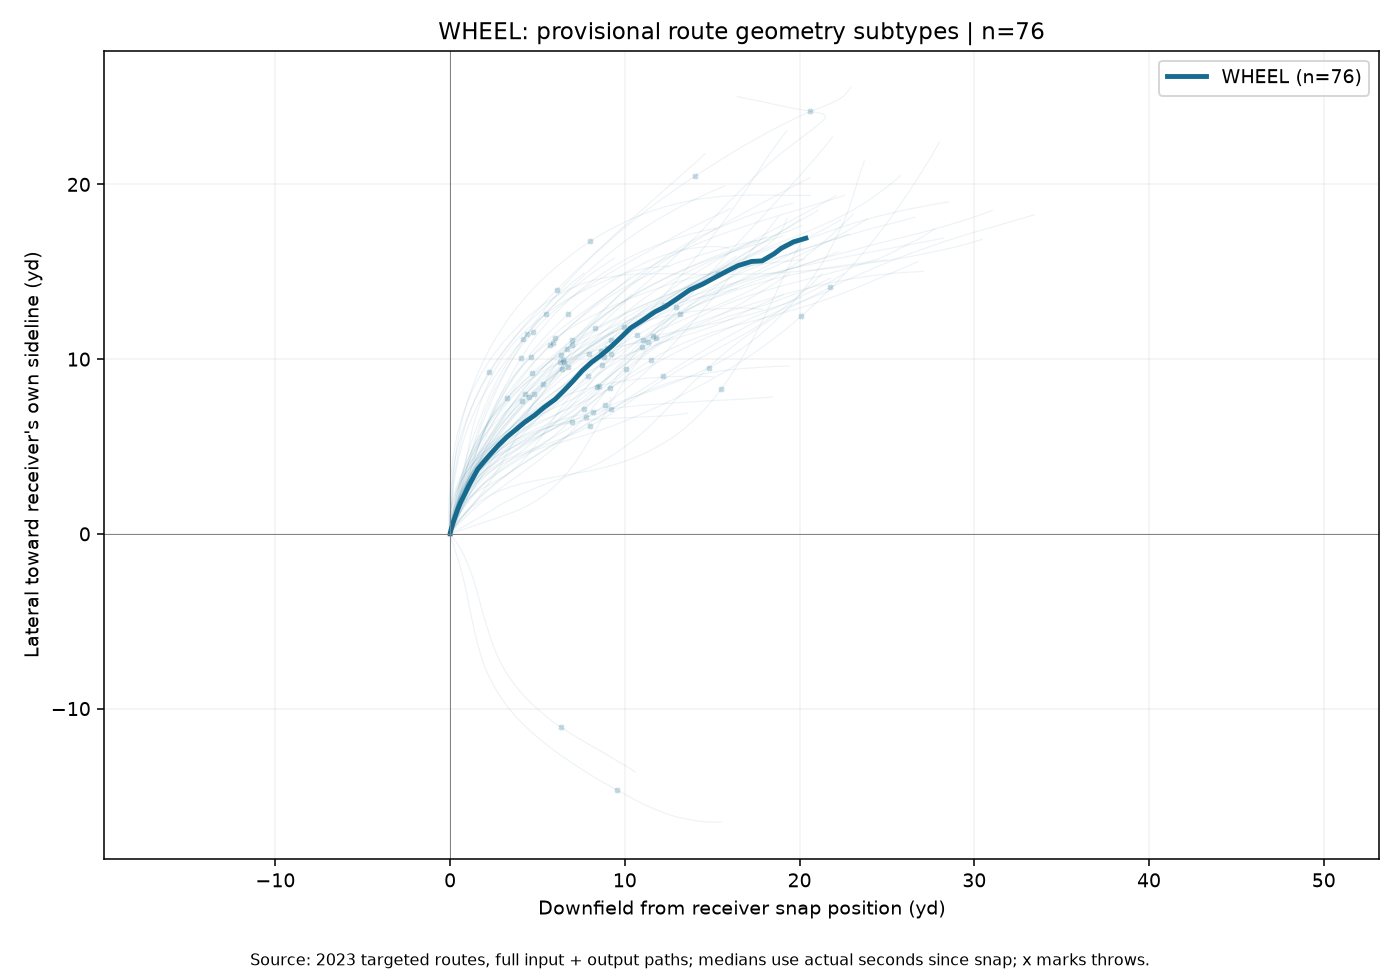 WHEEL: provisional route geometry subtypes | n=76
WHEEL (n=76)
Lateral toward receiver's own sideline (yd)
20
10
0
−10
−10
0
10
20
30
40
50
Downfield from receiver snap position (yd)
Source: 2023 targeted routes, full input + output paths; medians use actual seconds since snap; x marks throws.